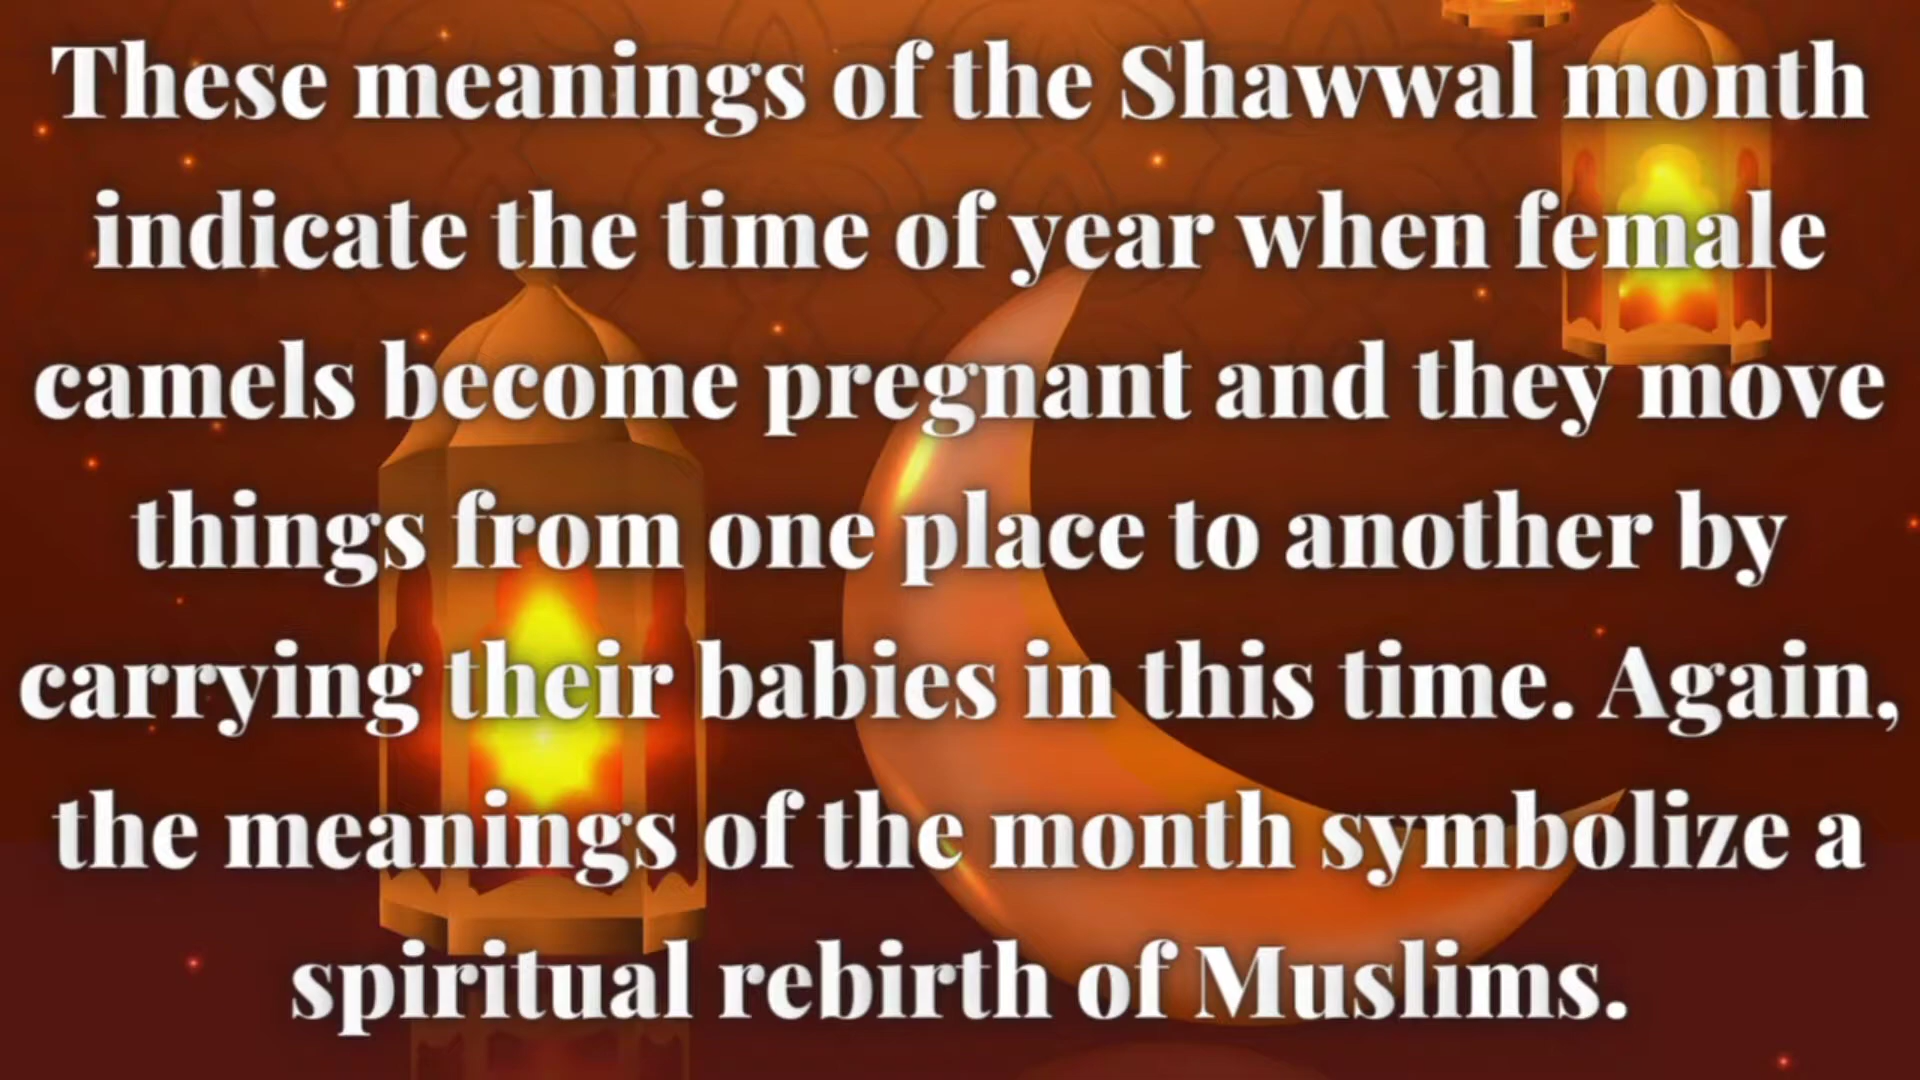 These meanings of the Shawwal month
indicate the time of year when female
camels become pregnant and they move
things from one place to another by
carrying their babies in this time. Again,
the meanings of the month symbolize a
spiritual rebirth of Muslims.